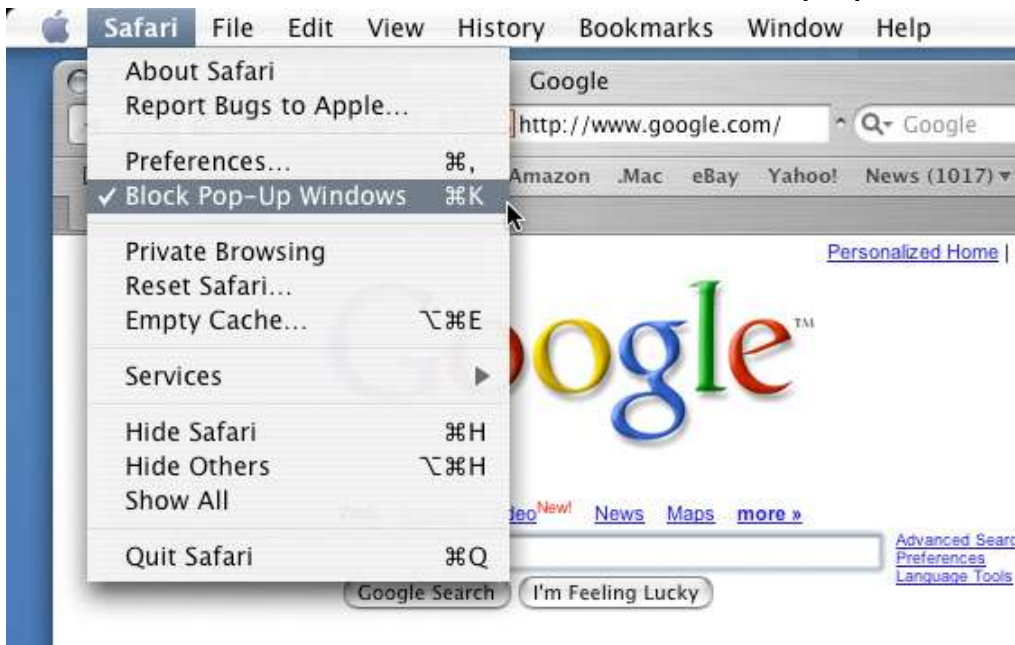 Safari File Edit View History Bookmarks Window Help
About Safari
Report Bugs to Apple...
Preferences... ⌘,
✓ Block Pop-Up Windows ⌘K
Private Browsing
Reset Safari...
Empty Cache... ⌥⌘E
Services ▶
Hide Safari ⌘H
Hide Others ⌥⌘H
Show All
Quit Safari ⌘Q
Google
http://www.google.com/
Google
Amazon .Mac eBay Yahoo! News (1017) ▾
Personalized Home |
Google™
New! News Maps more »
Advanced
Preferences
Language Tools
Google Search I'm Feeling Lucky